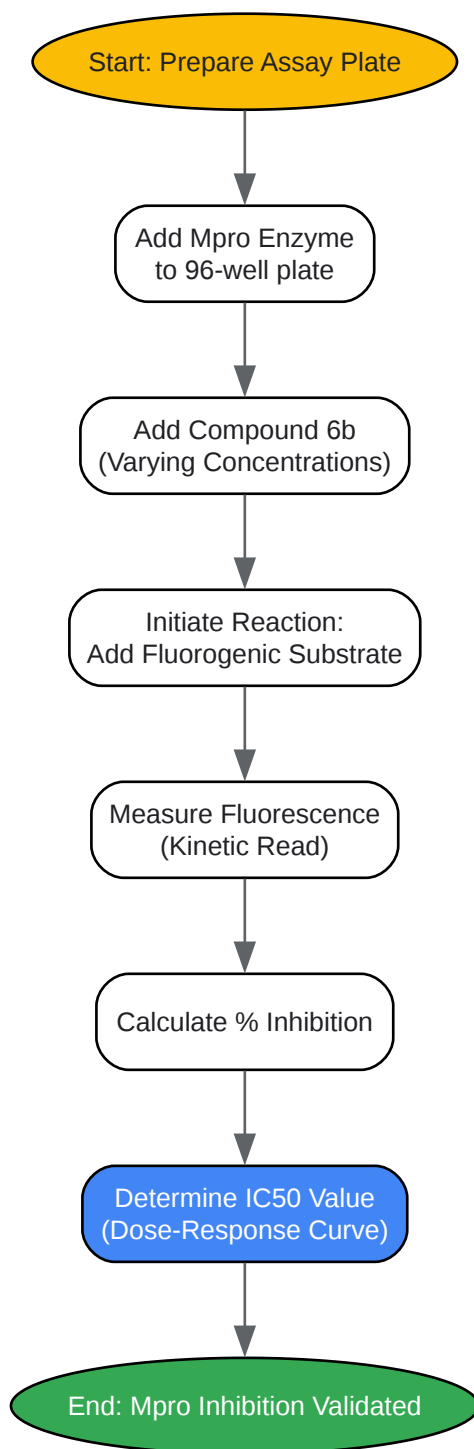 Start: Prepare Assay Plate
Add Mpro Enzyme
to 96-well plate
Add Compound 6b
(Varying Concentrations)
Initiate Reaction:
Add Fluorogenic Substrate
Measure Fluorescence
(Kinetic Read)
Calculate % Inhibition
Determine IC50 Value
(Dose-Response Curve)
End: Mpro Inhibition Validated